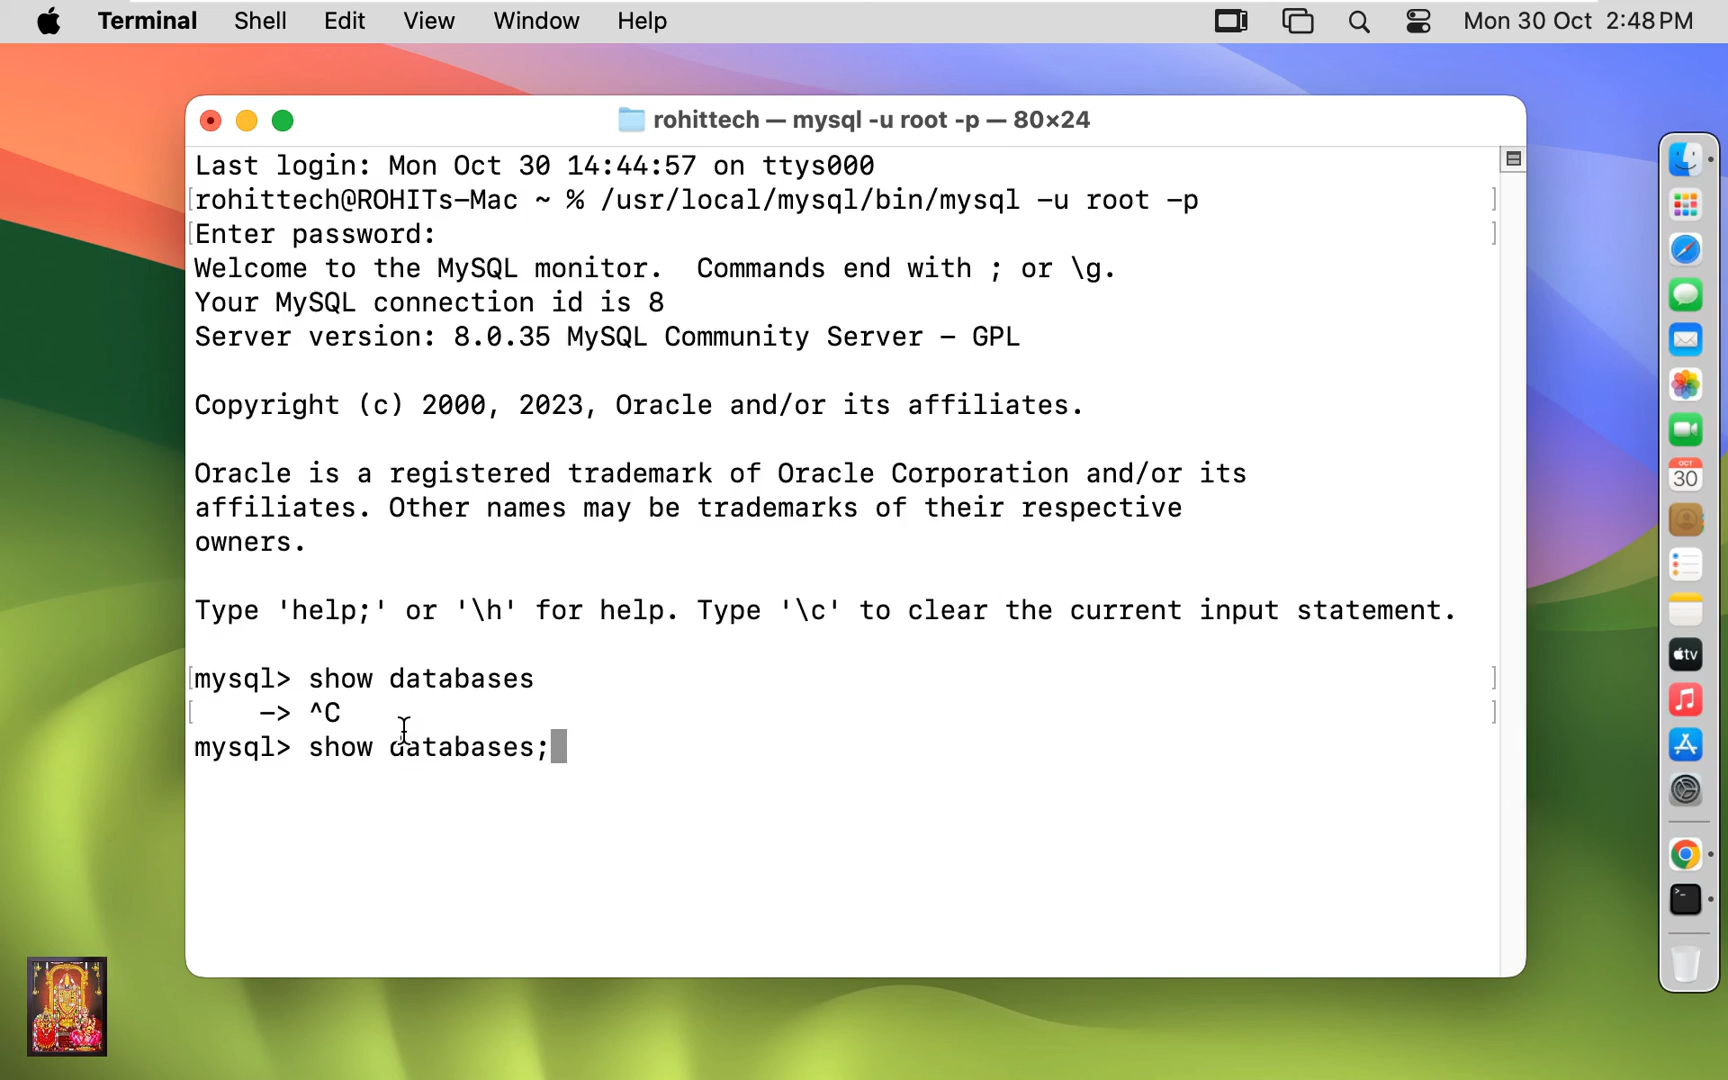 Terminal Shell Edit View Window Help Mon 30 Oct 2:48 PM
rohittech — mysql -u root -p — 80×24
Last login: Mon Oct 30 14:44:57 on ttys000
[rohittech@ROHITs-Mac ~ % /usr/local/mysql/bin/mysql -u root -p ]
[Enter password: ]
Welcome to the MySQL monitor.  Commands end with ; or \g.
Your MySQL connection id is 8
Server version: 8.0.35 MySQL Community Server - GPL
Copyright (c) 2000, 2023, Oracle and/or its affiliates.
Oracle is a registered trademark of Oracle Corporation and/or its
affiliates. Other names may be trademarks of their respective
owners.
Type 'help;' or '\h' for help. Type '\c' to clear the current input statement.
[mysql> show databases ]
[    -> ^C ]
mysql> show databases;
OCT
30
tv